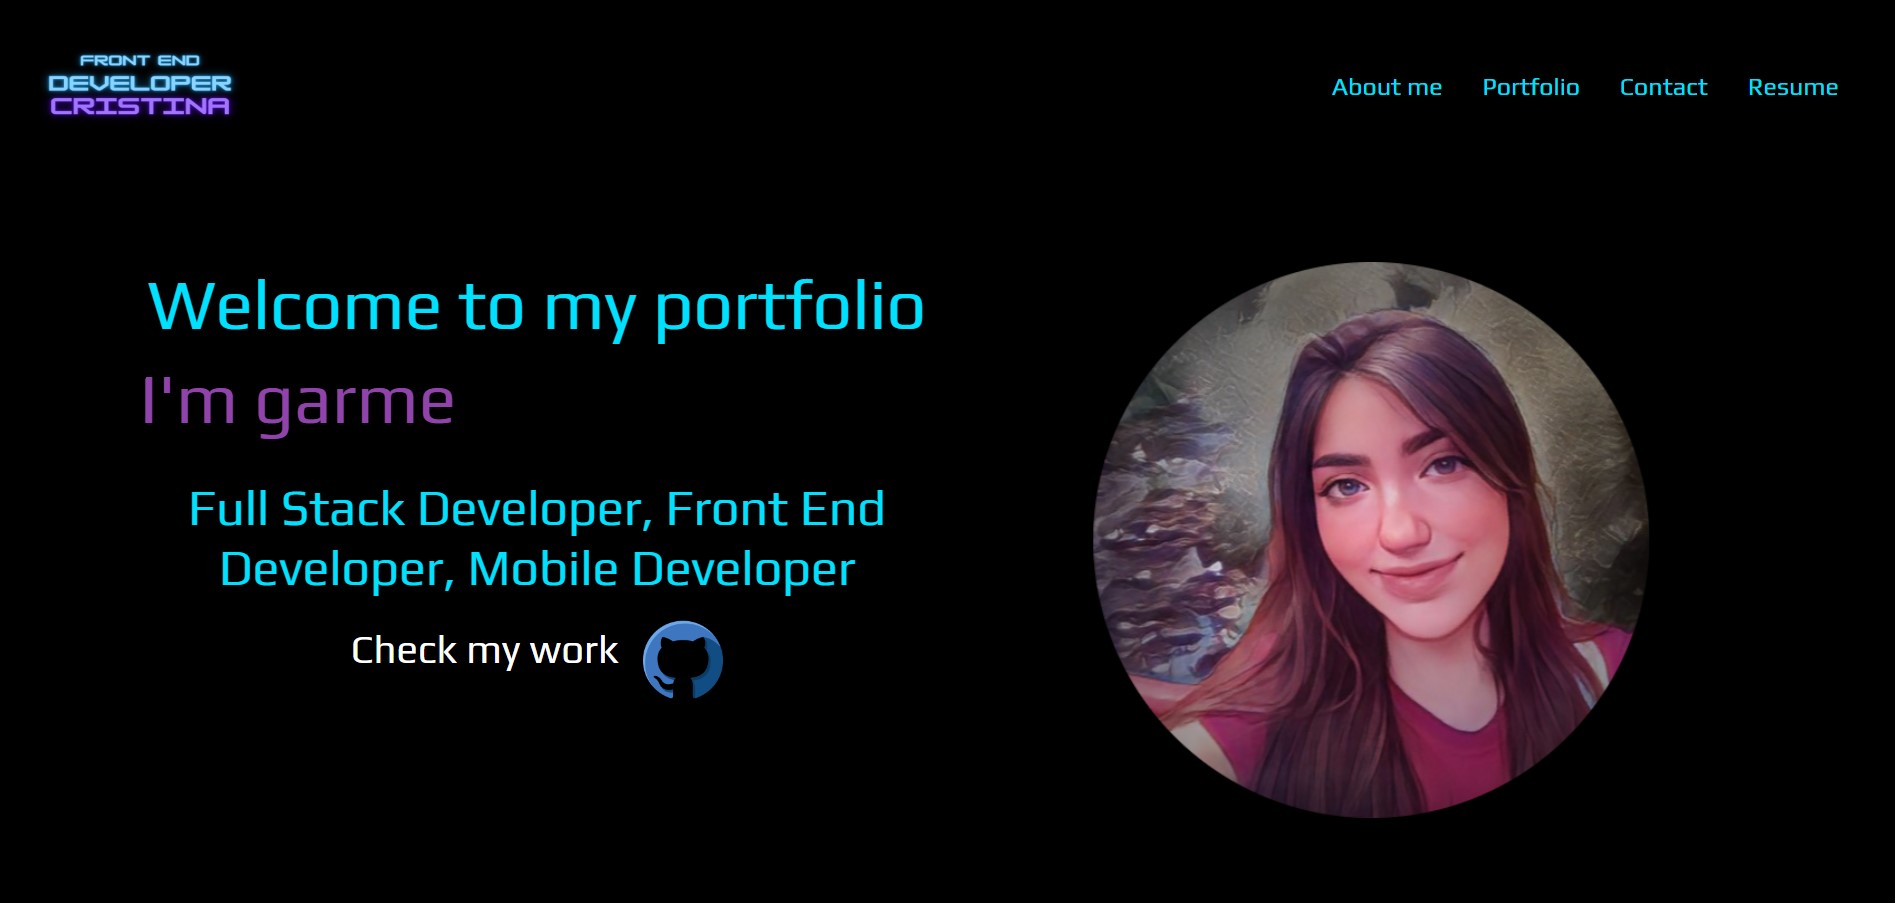 FRONT END
DEVELOPER
CRISTINA
About me Portfolio Contact Resume
Welcome to my portfolio
I'm garme
Full Stack Developer, Front End
Developer, Mobile Developer
Check my work